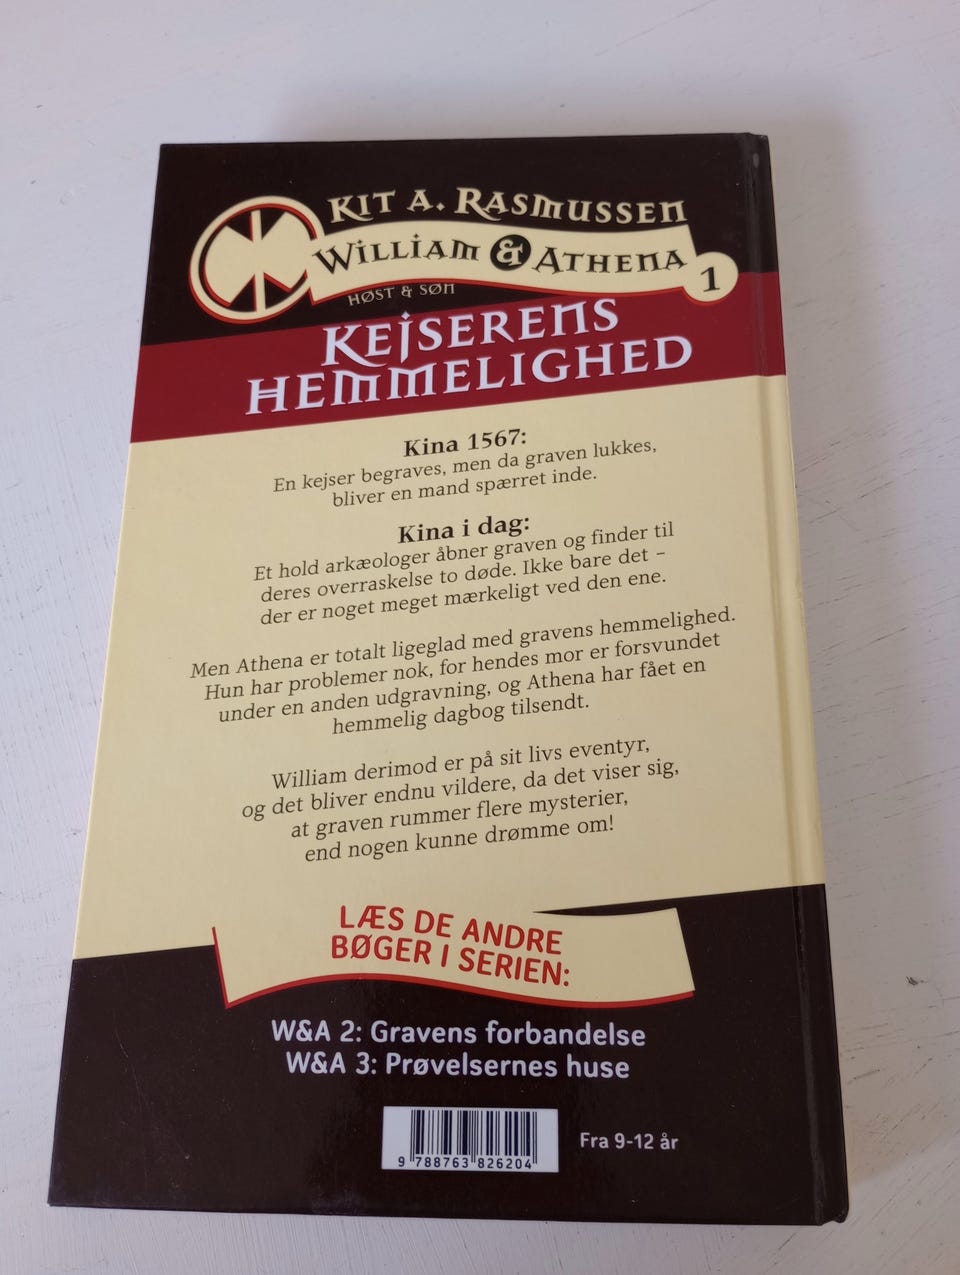 KIT A. RASMUSSEN
WILLIAM & ATHENA
1
HØST & SØN
KEJSERENS
HEMMELIGHED
Kina 1567:
En kejser begraves, men da graven lukkes,
bliver en mand spærret inde.
Kina i dag:
Et hold arkæologer åbner graven og finder til
deres overraskelse to døde. Ikke bare det –
der er noget meget mærkeligt ved den ene.
Men Athena er totalt ligeglad med gravens hemmelighed.
Hun har problemer nok, for hendes mor er forsvundet
under en anden udgravning, og Athena har fået en
hemmelig dagbog tilsendt.
William derimod er på sit livs eventyr,
og det bliver endnu vildere, da det viser sig,
at graven rummer flere mysterier,
end nogen kunne drømme om!
LÆS DE ANDRE
BØGER I SERIEN:
W&A 2: Gravens forbandelse
W&A 3: Prøvelsernes huse
Fra 9-12 år
9 788763 826204